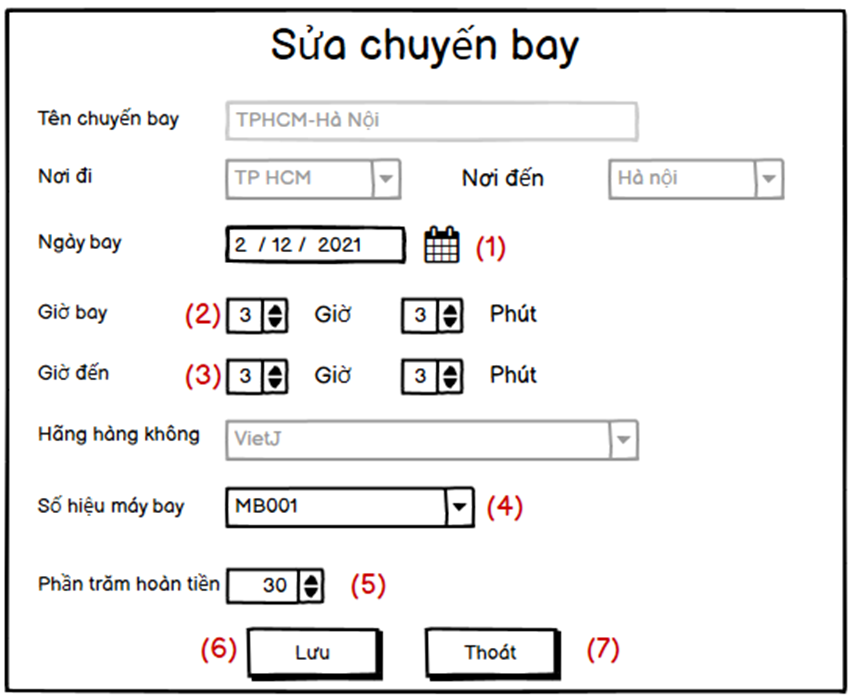 Sửa chuyến bay
Tên chuyến bay TPHCM-Hà Nội
Nơi đi TP HCM Nơi đến Hà nội
Ngày bay 2 / 12 / 2021 (1)
Giờ bay (2) 3 Giờ 3 Phút
Giờ đến (3) 3 Giờ 3 Phút
Hãng hàng không VietJ
Số hiệu máy bay MB001 (4)
Phần trăm hoàn tiền 30 (5)
(6) Lưu Thoát (7)